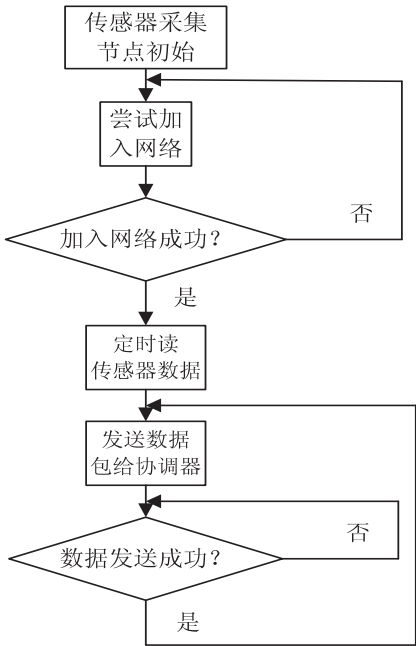 传感器采集
节点初始
尝试加
入网络
加入网络成功?
否
是
定时读
传感器数据
发送数据
包给协调器
数据发送成功?
否
是